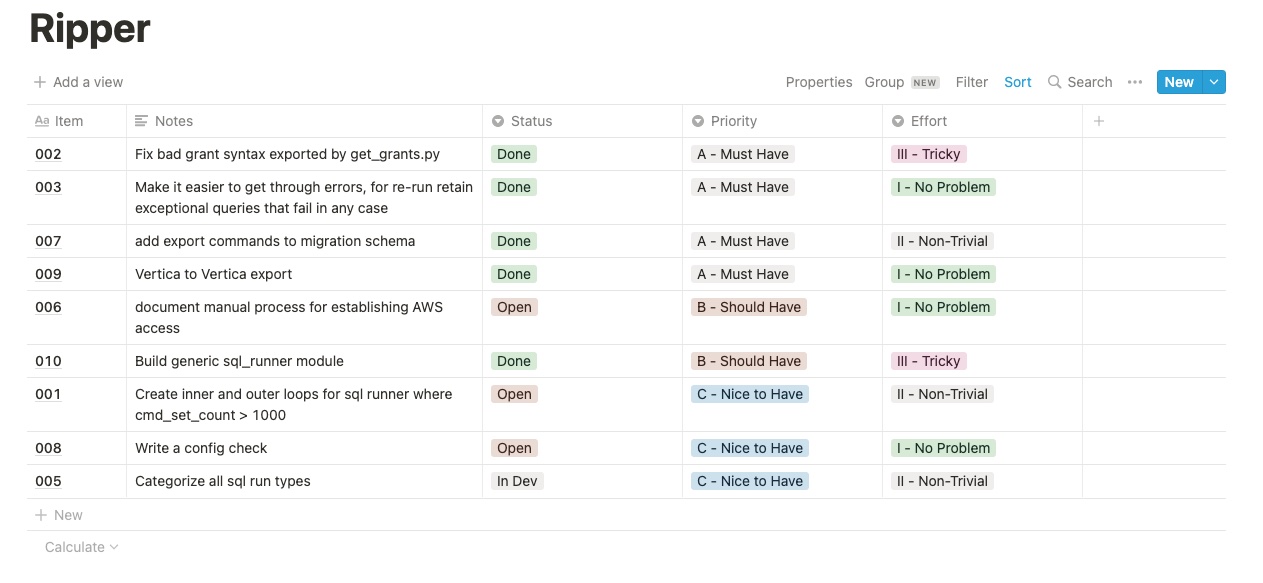 Ripper
Add a view
Properties Group NEW Filter Sort Search New
Aa Item Notes Status Priority Effort
002 Fix bad grant syntax exported by get_grants.py Done A - Must Have III - Tricky
003 Make it easier to get through errors, for re-run retain Done A - Must Have I - No Problem
exceptional queries that fail in any case
007 add export commands to migration schema Done A - Must Have II - Non-Trivial
009 Vertica to Vertica export Done A - Must Have I - No Problem
006 document manual process for establishing AWS Open B - Should Have I - No Problem
access
010 Build generic sql_runner module Done B - Should Have III - Tricky
001 Create inner and outer loops for sql runner where Open C - Nice to Have II - Non-Trivial
cmd_set_count > 1000
008 Write a config check Open C - Nice to Have I - No Problem
005 Categorize all sql run types In Dev C - Nice to Have II - Non-Trivial
New
Calculate